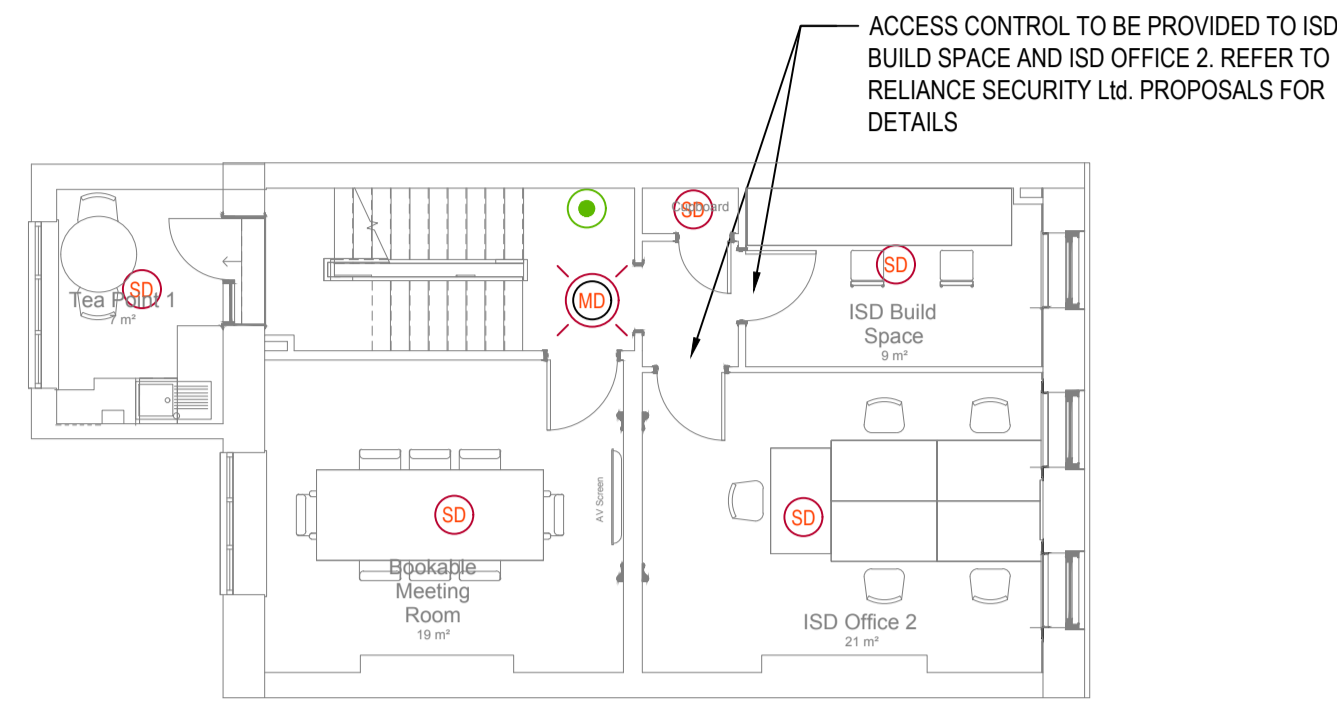 ACCESS CONTROL TO BE PROVIDED TO ISD
BUILD SPACE AND ISD OFFICE 2. REFER TO
RELIANCE SECURITY Ltd. PROPOSALS FOR
DETAILS
SD
Cupboard
SD
SD
Tea Point 1
7 m²
MD
ISD Build
Space
9 m²
SD
AV Screen
SD
Bookable
Meeting
Room
19 m²
ISD Office 2
21 m²